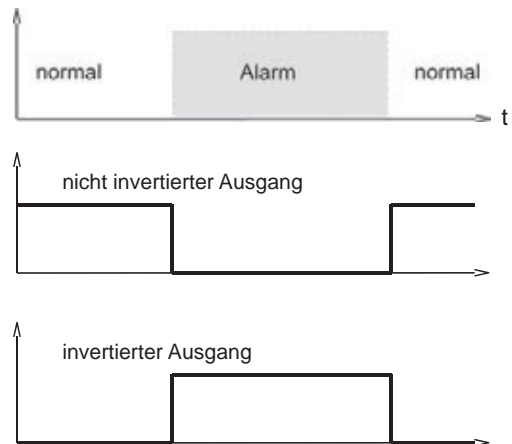 normal Alarm normal
t
nicht invertierter Ausgang
invertierter Ausgang